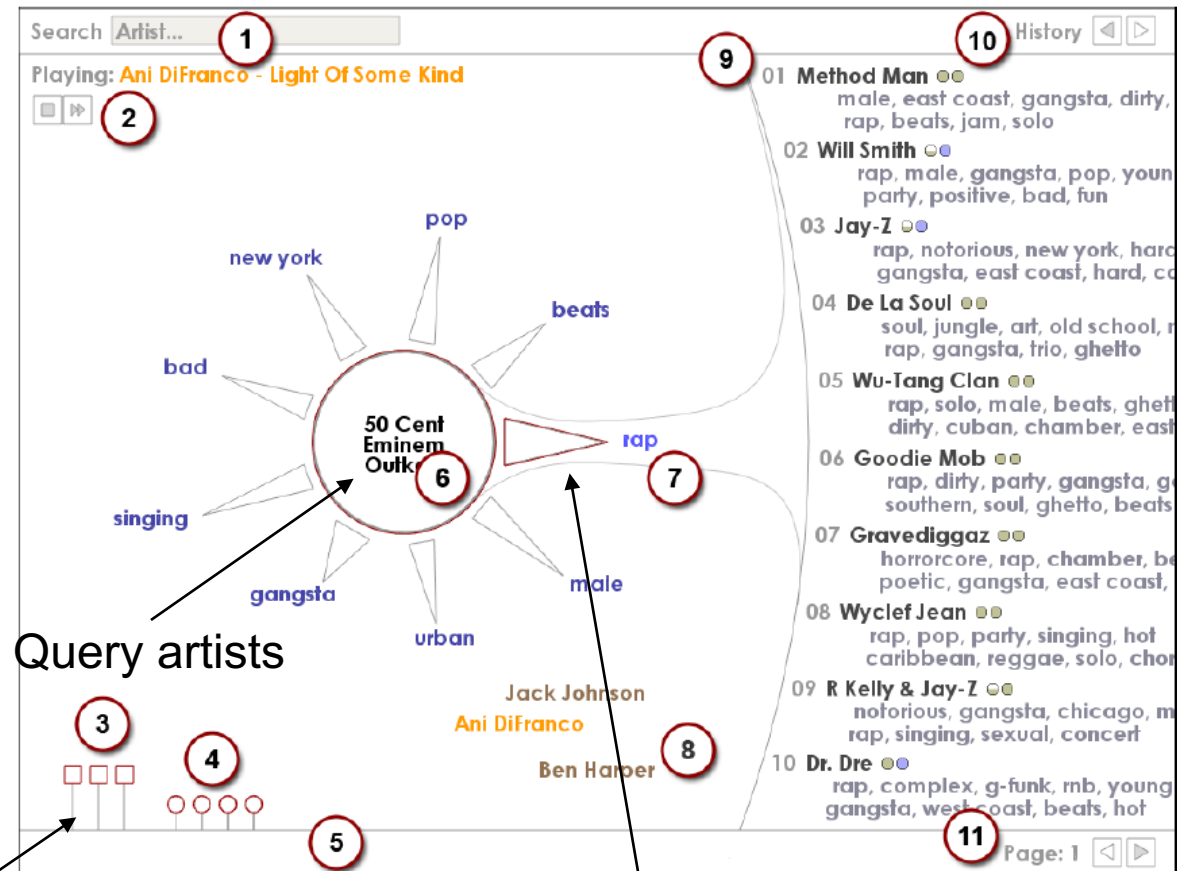 Search Artist...
1
10
History
Playing: Ani DiFranco - Light Of Some Kind
2
9
01 Method Man
male, east coast, gangsta, dirty,
rap, beats, jam, solo
02 Will Smith
rap, male, gangsta, pop, youn
party, positive, bad, fun
03 Jay-Z
rap, notorious, new york, hard
gangsta, east coast, hard, co
04 De La Soul
soul, jungle, art, old school, r
rap, gangsta, trio, ghetto
05 Wu-Tang Clan
rap, solo, male, beats, ghett
dirty, cuban, chamber, east
06 Goodie Mob
rap, dirty, party, gangsta, g
southern, soul, ghetto, beats
07 Gravediggaz
horrorcore, rap, chamber, be
poetic, gangsta, east coast,
08 Wyclef Jean
rap, pop, party, singing, hot
caribbean, reggae, solo, chor
09 R Kelly & Jay-Z
notorious, gangsta, chicago, m
rap, singing, sexual, concert
10 Dr. Dre
rap, complex, g-funk, rnb, young
gangsta, west coast, beats, hot
pop
new york
beats
bad
50 Cent
Eminem
Outk
6
rap
7
singing
gangsta
male
urban
Query artists
Jack Johnson
Ani DiFranco
Ben Harper
8
3
4
5
11
Page: 1